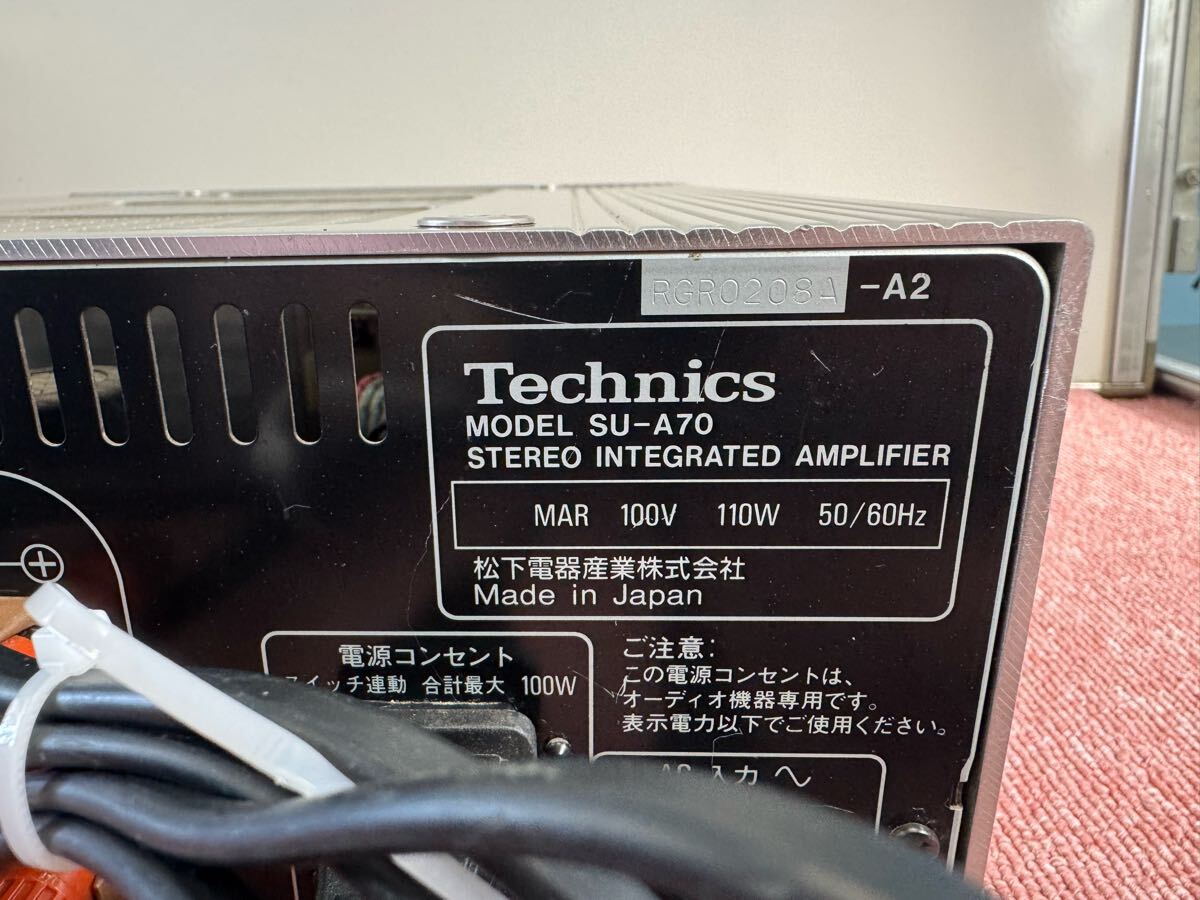 RGR0208A -A2
Technics
MODEL SU-A70
STEREO INTEGRATED AMPLIFIER
MAR 100V 110W 50/60Hz
松下電器産業株式会社
Made in Japan
電源コンセント
スイッチ連動 合計最大 100W
ご注意:
この電源コンセントは、
オーディオ機器専用です。
表示電力以下でご使用ください。
AC入力 ～